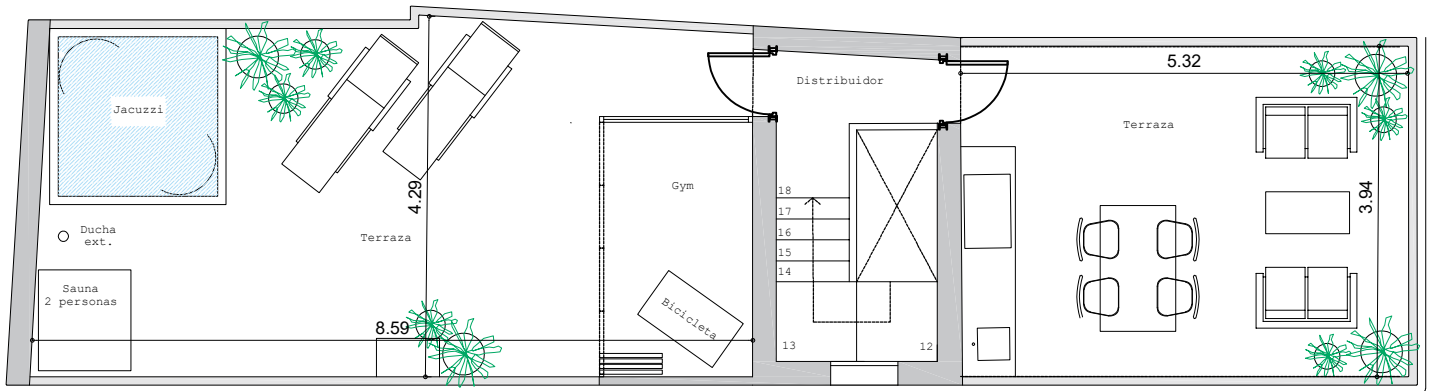 Jacuzzi
Ducha
ext.
Sauna
2 personas
Terraza
4.29
8.59
Gym
Bicicleta
Distribuidor
18
17
16
15
14
13
12
5.32
Terraza
3.94